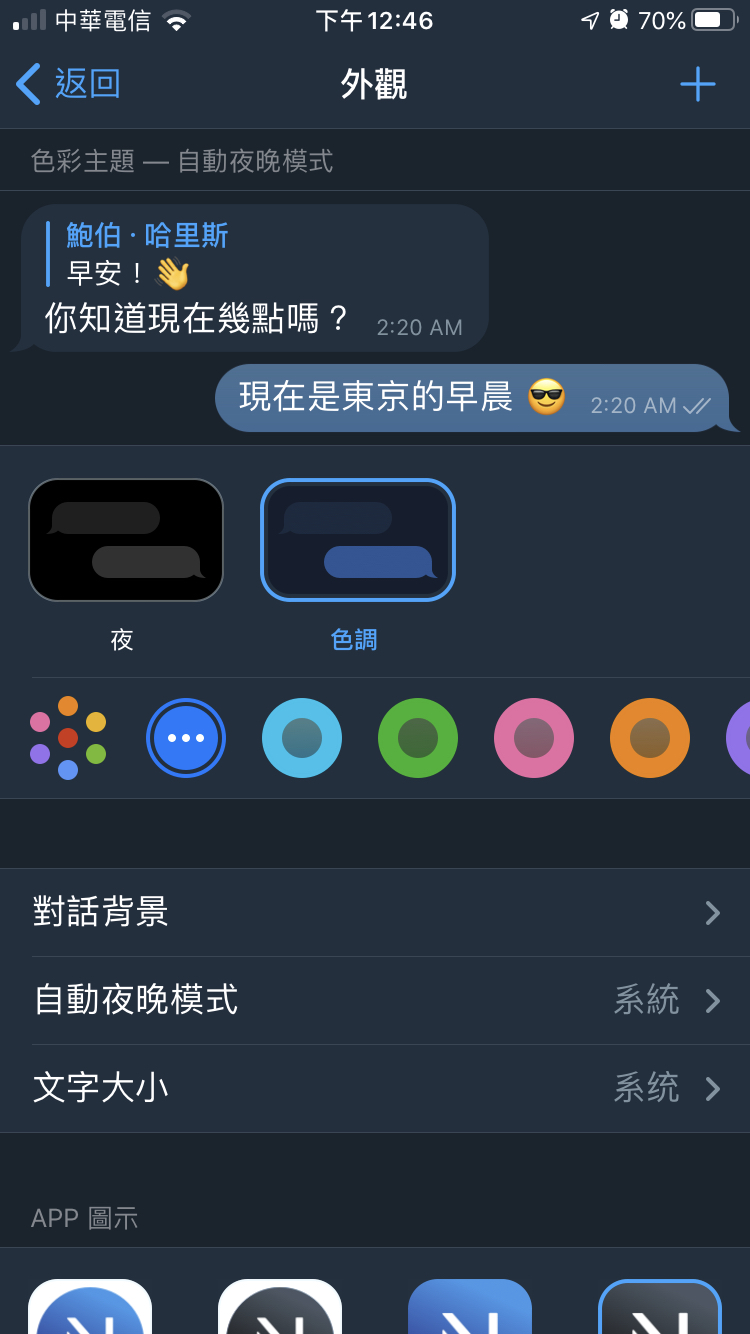 中華電信
下午12:46
70%
返回
外觀
色彩主題 — 自動夜晚模式
鮑伯 · 哈里斯
早安！👋
你知道現在幾點嗎？ 2:20 AM
現在是東京的早晨 😎 2:20 AM
夜
色調
對話背景
自動夜晚模式 系統
文字大小 系统
APP 圖示